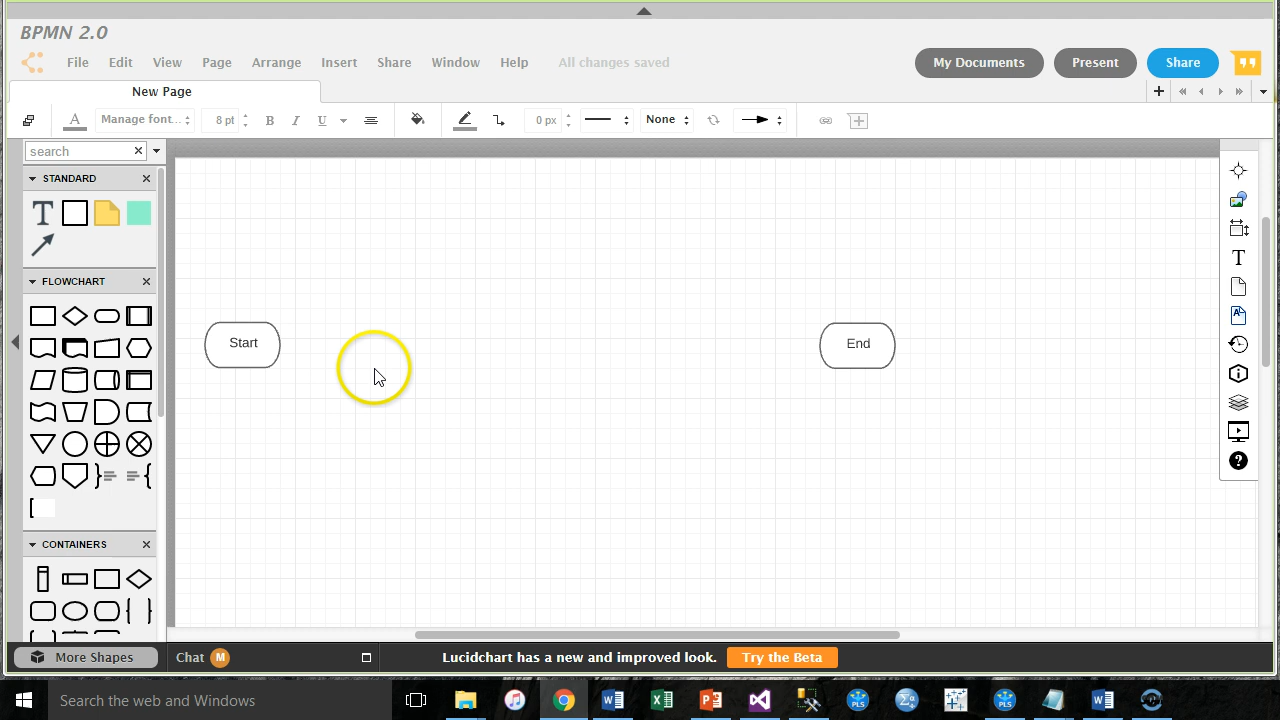 BPMN 2.0
File Edit View Page Arrange Insert Share Window Help All changes saved My Documents Present Share
New Page
A Manage font... 8 pt B I U 0 px None
search
STANDARD
T
FLOWCHART
Start
End
CONTAINERS
More Shapes Chat M Lucidchart has a new and improved look. Try the Beta
Search the web and Windows